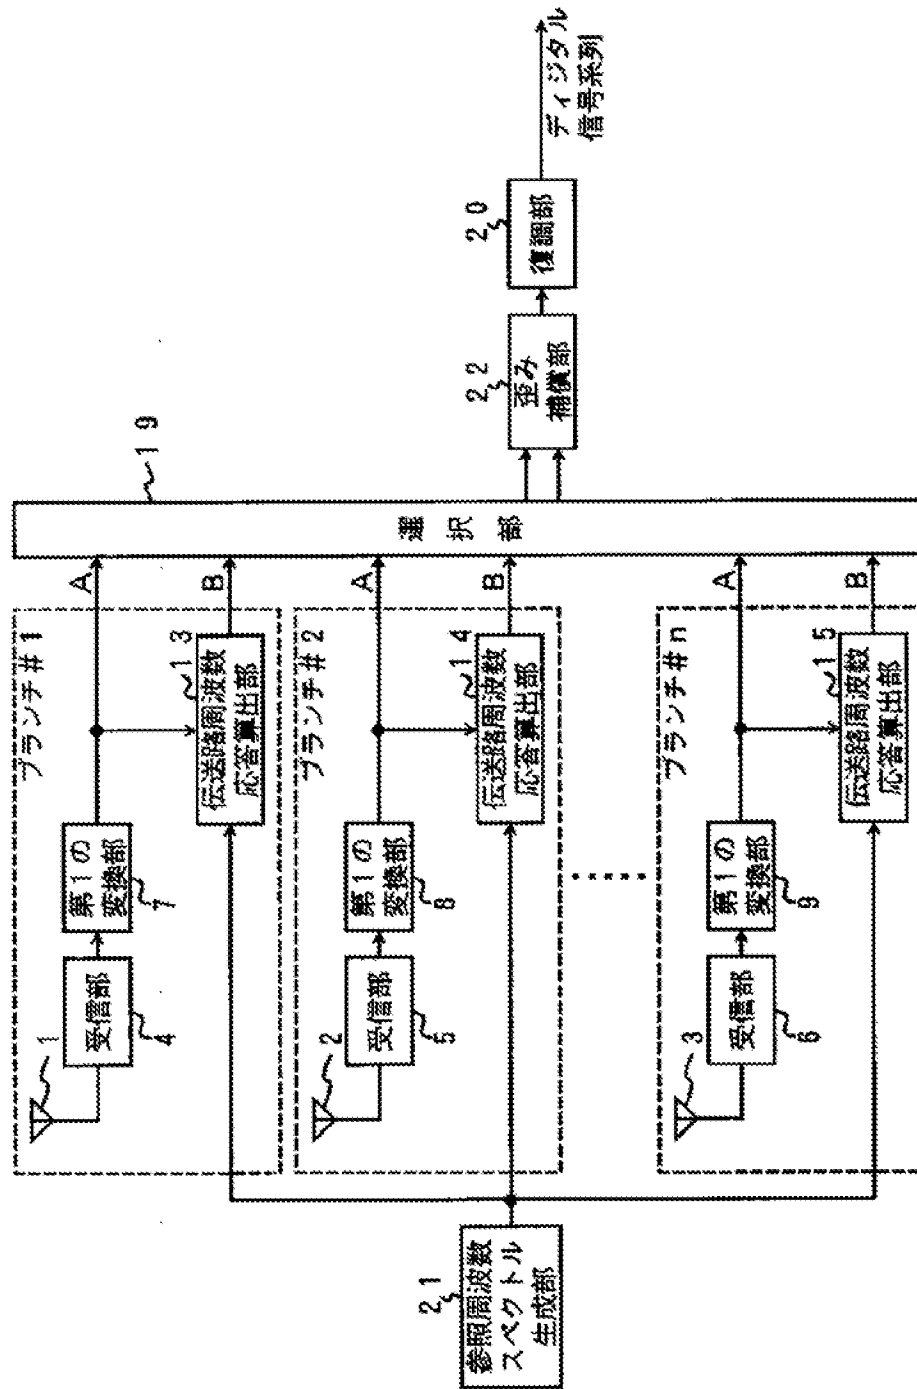 参照周波数
スペクトル
生成部
21
ブランチ#1
1
受信部
4
第1の
変換部
7
伝送路周波数
応答算出部
13
A
B
ブランチ#2
2
受信部
5
第1の
変換部
8
伝送路周波数
応答算出部
14
A
B
ブランチ#n
3
受信部
6
第1の
変換部
9
伝送路周波数
応答算出部
15
A
B
選択部
19
歪み
補償部
22
復調部
20
ディジタル
信号系列